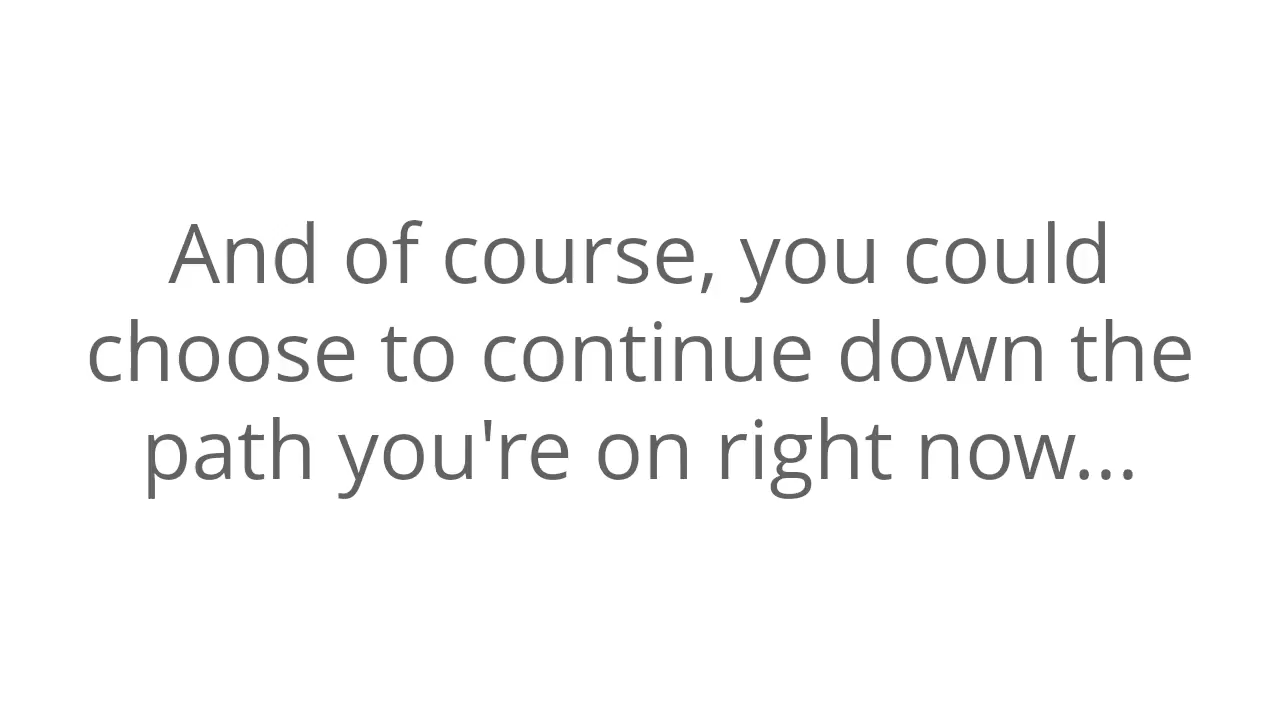 And of course, you could
choose to continue down the
path you're on right now...